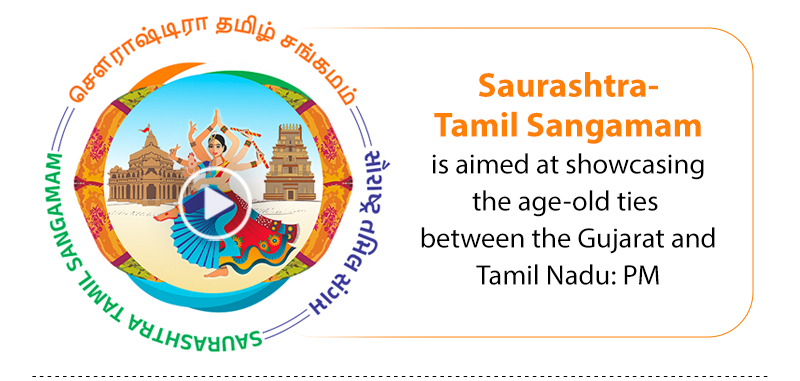 சௌராஷ்டிரா தமிழ் சங்கமம்
સૌરાષ્ટ્ર તમિલ સંગમ
SAURASHTRA TAMIL SANGAMAM
Saurashtra-
Tamil Sangamam
is aimed at showcasing
the age-old ties
between the Gujarat and
Tamil Nadu: PM